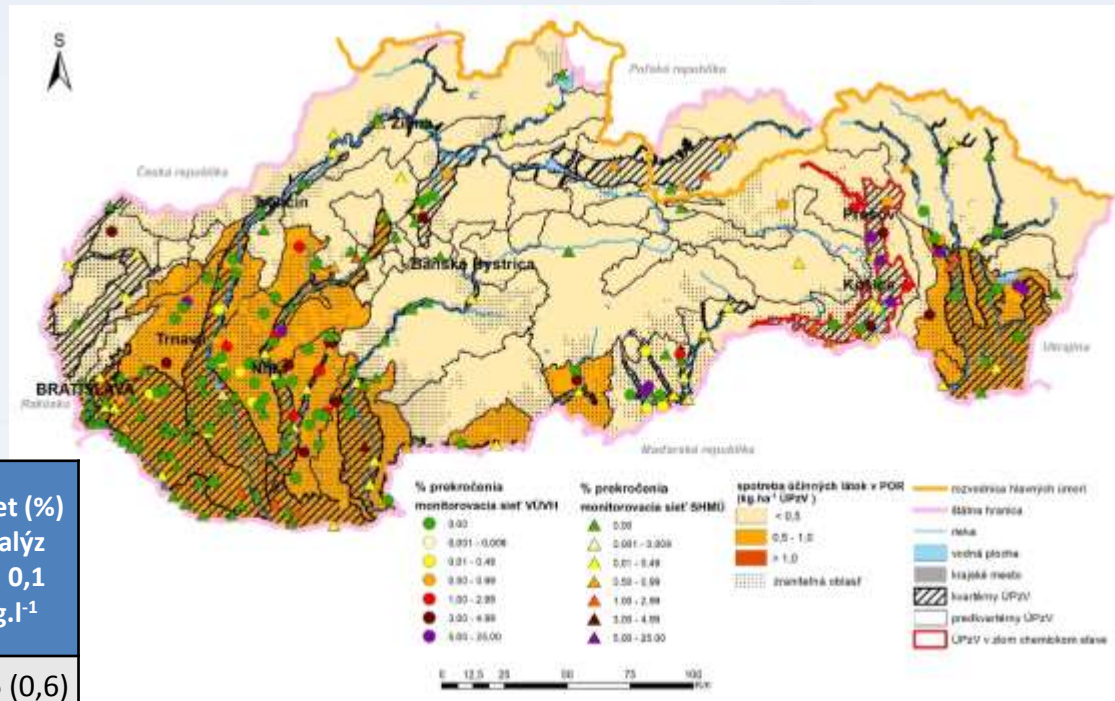 S
Poľská republika
Česká republika
Žilina
Trenčín
Prešov
Banská Bystrica
Košice
Trnava
Nitra
Ukrajina
BRATISLAVA
Rakúsko
Maďarská republika
et (%)
alýz
0,1
g.l-1
(0,6)
% prekročenia
monitorovacia sieť VÚVH
0.00
0,001 - 0,009
0.01 - 0,49
0.50 - 0.99
1.00 - 2.99
3.00 - 4.99
5.00 - 25.00
% prekročenia
monitorovacia sieť SHMÚ
0.00
0,001 - 0,009
0.01 - 0,49
0.50 - 0.99
1.00 - 2.99
3.00 - 4.99
5.00 - 25.00
spotreba účinných látok v POR
(kg.ha-1 ÚPzV )
< 0,5
0,5 - 1,0
> 1,0
zraniteľná oblasť
rozvodnica hlavných úmorí
štátna hranica
rieka
vodná plocha
krajské mesto
kvartérny ÚPzV
predkvartérny ÚPzV
ÚPzV v zlom chemickom stave
0 12,5 25 50 75 100
Km